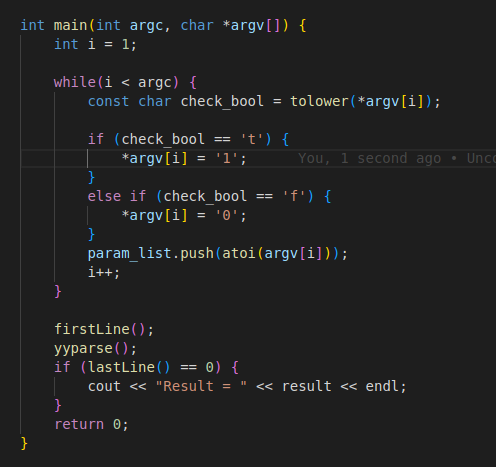 int main(int argc, char *argv[]) {
    int i = 1;

    while(i < argc) {
        const char check_bool = tolower(*argv[i]);

        if (check_bool == 't') {
            *argv[i] = '1';      You, 1 second ago • Unco
        }
        else if (check_bool == 'f') {
            *argv[i] = '0';
        }
        param_list.push(atoi(argv[i]));
        i++;
    }

    firstLine();
    yyparse();
    if (lastLine() == 0) {
        cout << "Result = " << result << endl;
    }
    return 0;
}